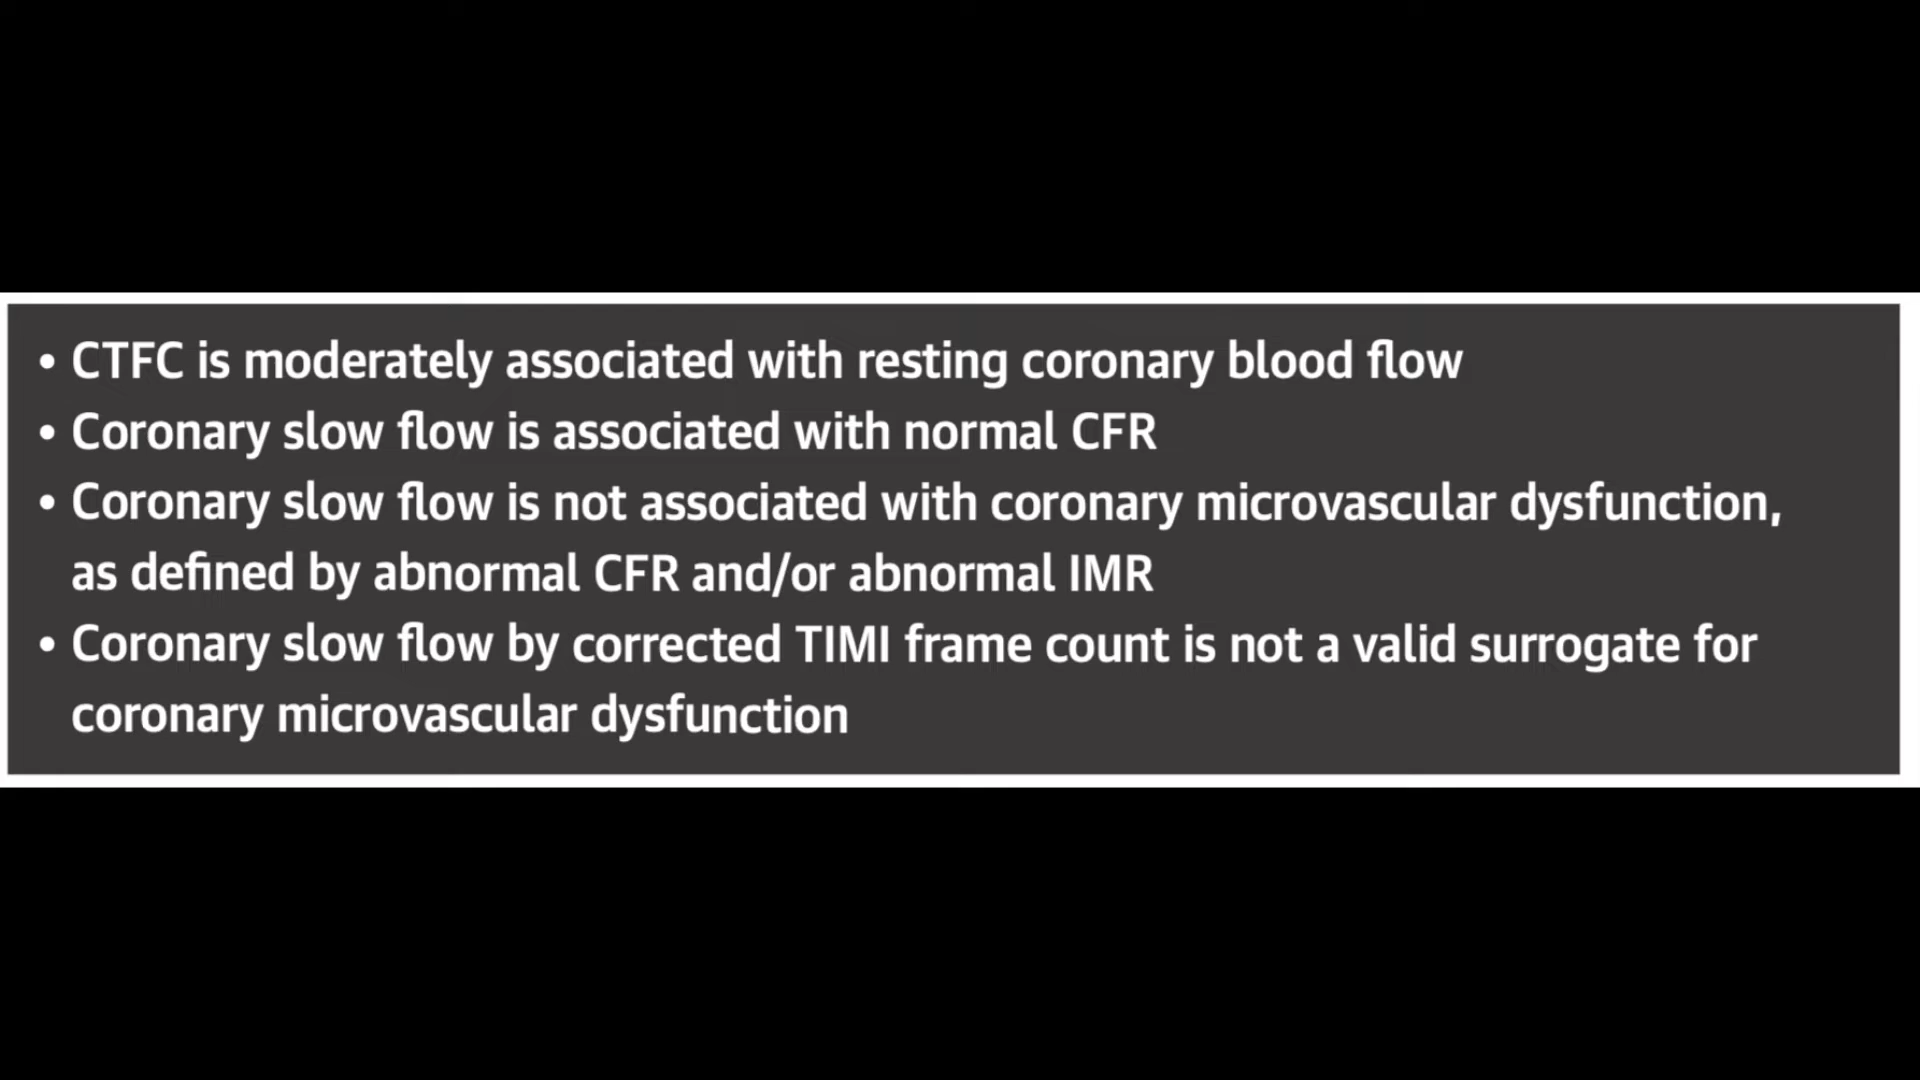 • CTFC is moderately associated with resting coronary blood flow
• Coronary slow flow is associated with normal CFR
• Coronary slow flow is not associated with coronary microvascular dysfunction,
as defined by abnormal CFR and/or abnormal IMR
• Coronary slow flow by corrected TIMI frame count is not a valid surrogate for
coronary microvascular dysfunction